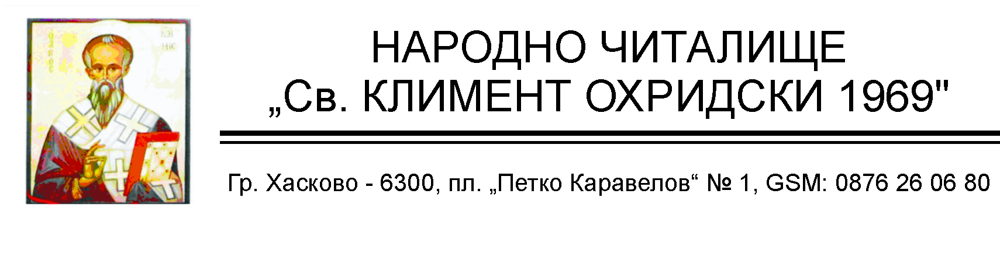 НАРОДНО ЧИТАЛИЩЕ
„Св. КЛИМЕНТ ОХРИДСКИ 1969"
Гр. Хасково - 6300, пл. „Петко Каравелов“ № 1, GSM: 0876 26 06 80